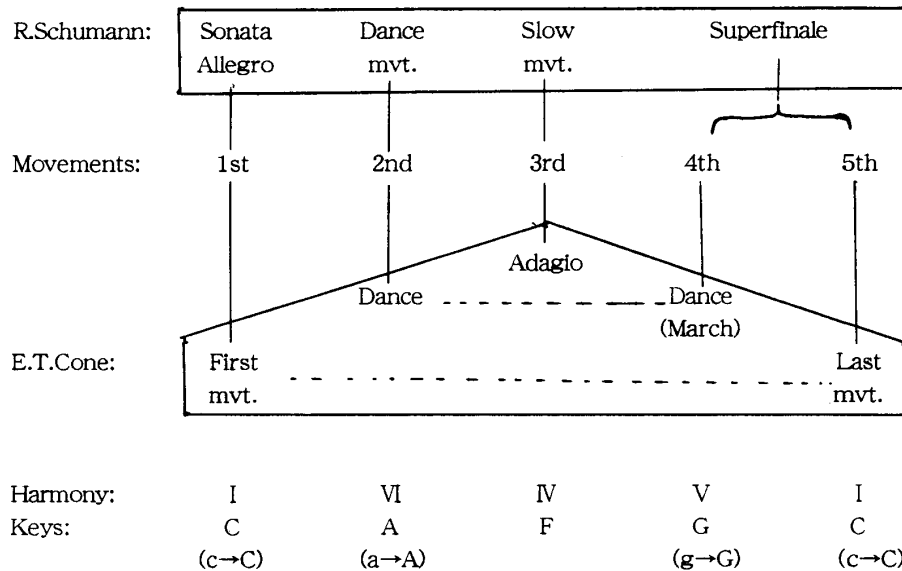 R.Schumann: Sonata Dance Slow Superfinale
Allegro mvt. mvt.
Movements: 1st 2nd 3rd 4th 5th
Adagio
Dance Dance
(March)
E.T.Cone: First Last
mvt. mvt.
Harmony: I VI IV V I
Keys: C A F G C
(c→C) (a→A) (g→G) (c→C)